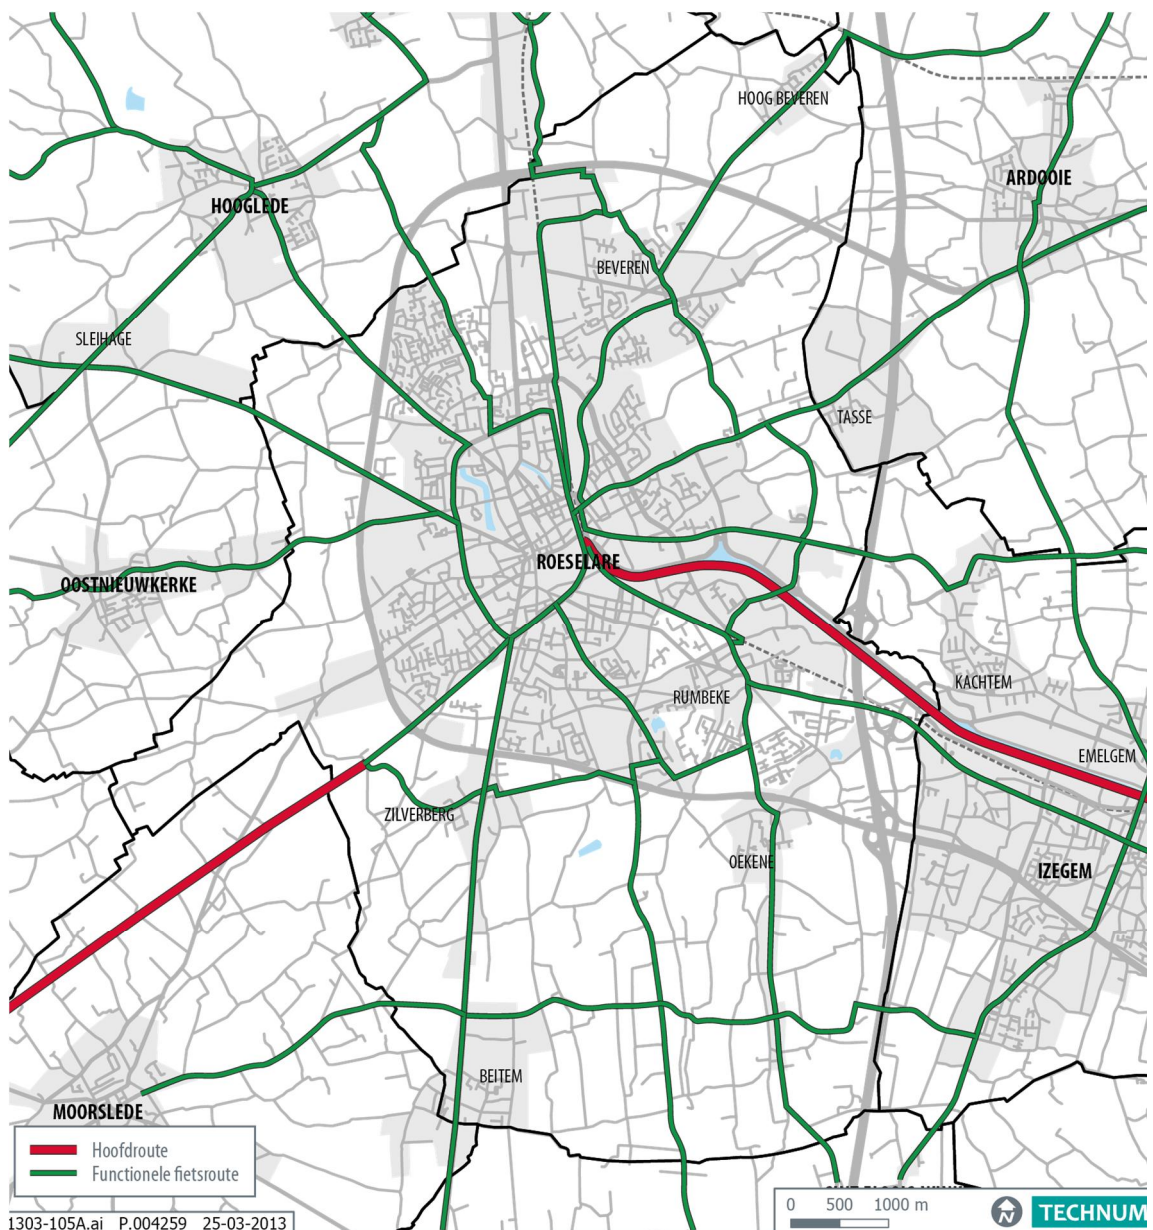 HOOG BEVEREN
ARDOOIE
HOOGLEDE
BEVEREN
SLEIHAGE
TASSE
ROESELARE
OOSTNIEUWKERKE
KACHTEM
RUMBEKE
EMELGEM
ZILVERBERG
OEKENE
IZEGEM
BEITEM
MOORSLEDE
Hoofdroute
Functionele fietsroute
0 500 1000 m
N
TECHNUM
1303-105A.ai P.004259 25-03-2013